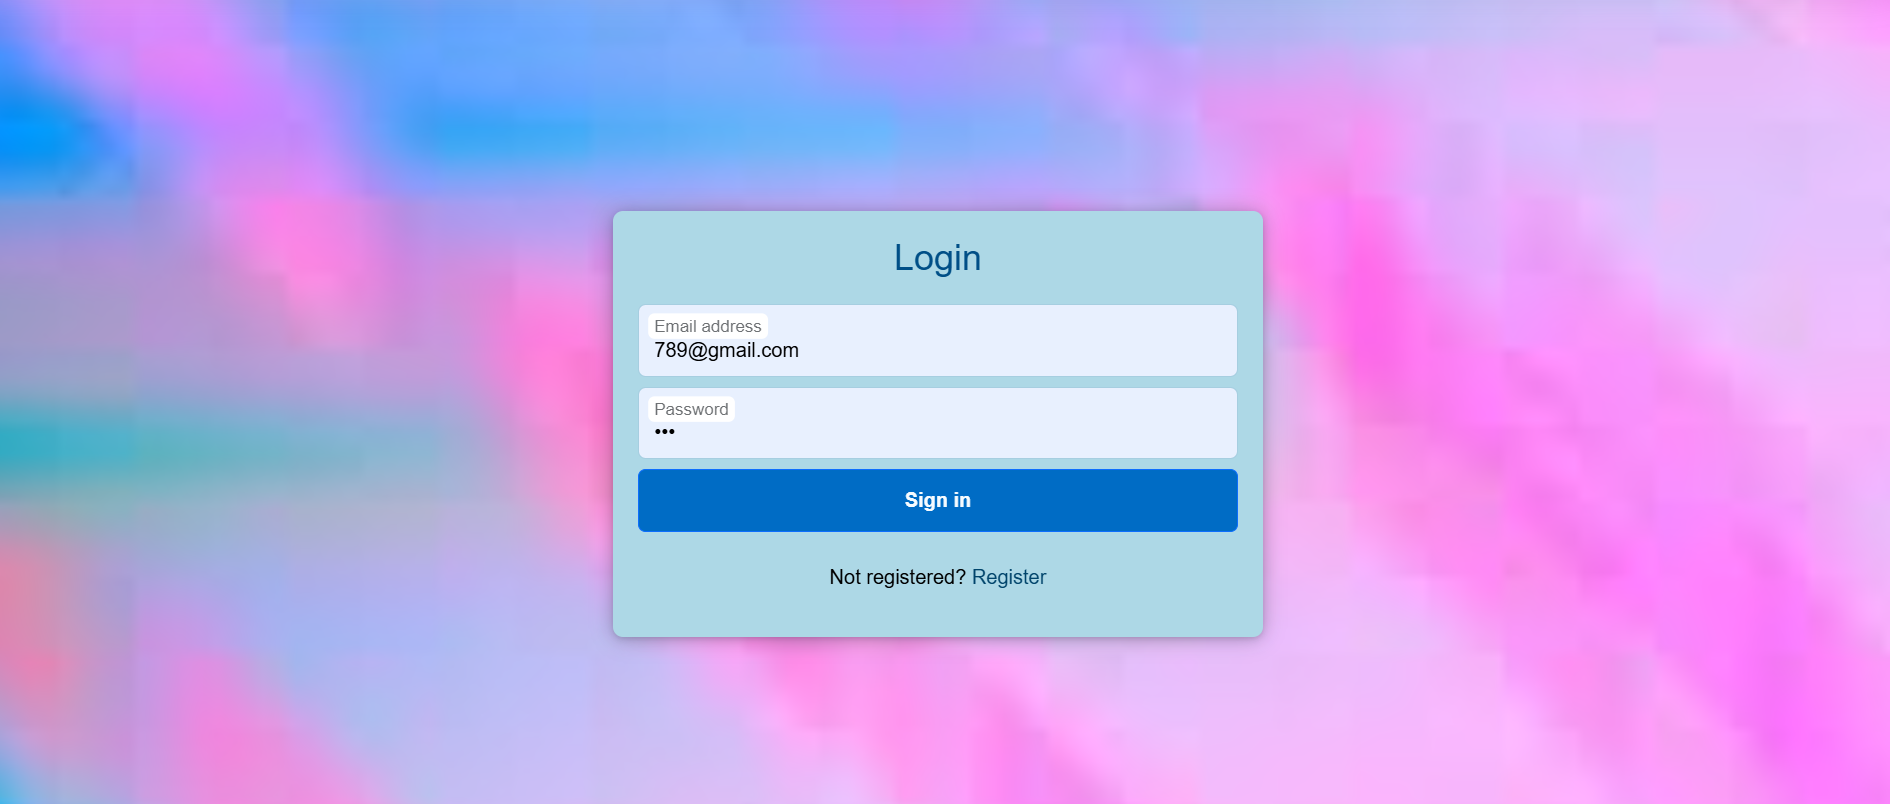 Login
Email address
789@gmail.com
Password
•••
Sign in
Not registered? Register